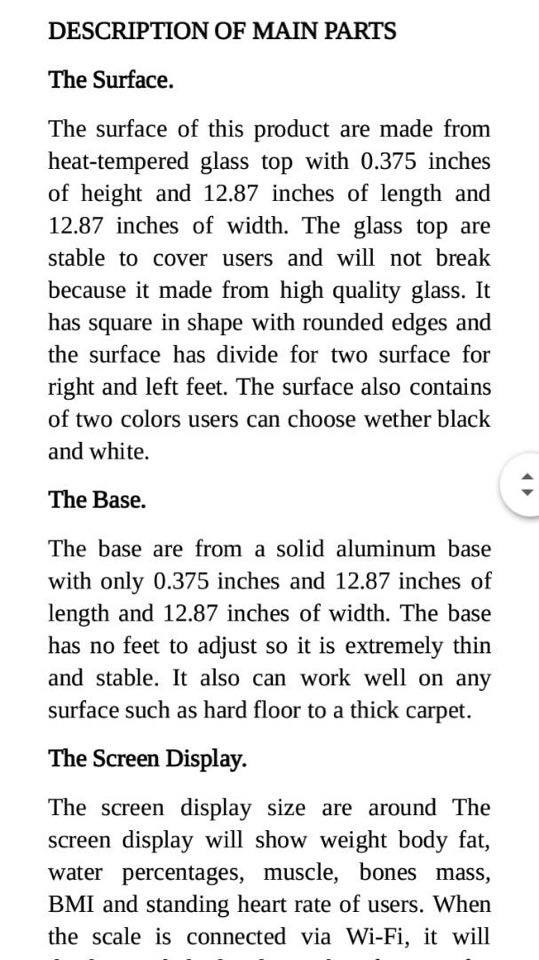 DESCRIPTION OF MAIN PARTS
The Surface.
The surface of this product are made from
heat-tempered glass top with 0.375 inches
of height and 12.87 inches of length and
12.87 inches of width. The glass top are
stable to cover users and will not break
because it made from high quality glass. It
has square in shape with rounded edges and
the surface has divide for two surface for
right and left feet. The surface also contains
of two colors users can choose wether black
and white.
The Base.
The base are from a solid aluminum base
with only 0.375 inches and 12.87 inches of
length and 12.87 inches of width. The base
has no feet to adjust so it is extremely thin
and stable. It also can work well on any
surface such as hard floor to a thick carpet.
The Screen Display.
The screen display size are around The
screen display will show weight body fat,
water percentages, muscle, bones mass,
BMI and standing heart rate of users. When
the scale is connected via Wi-Fi, it will